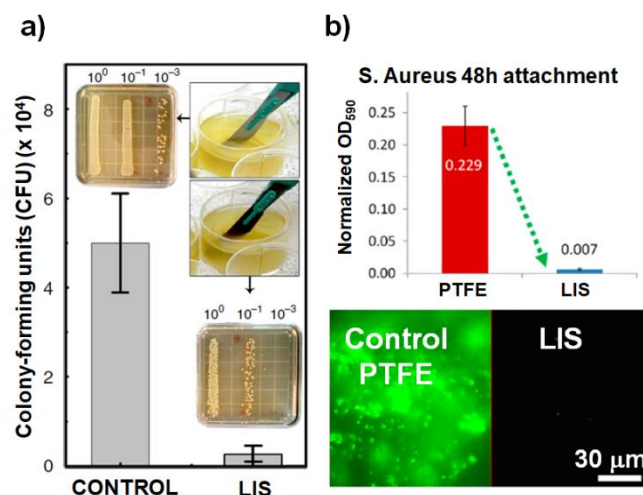 a)
Colony-forming units (CFU) (x 10⁴)
8
6
4
2
0
10⁰ 10⁻¹ 10⁻³
10⁰ 10⁻¹ 10⁻³
CONTROL LIS
b)
S. Aureus 48h attachment
Normalized OD₅₉₀
0.25
0.20
0.15
0.10
0.05
0.00
0.229
0.007
PTFE LIS
Control
PTFE
LIS
30 μm